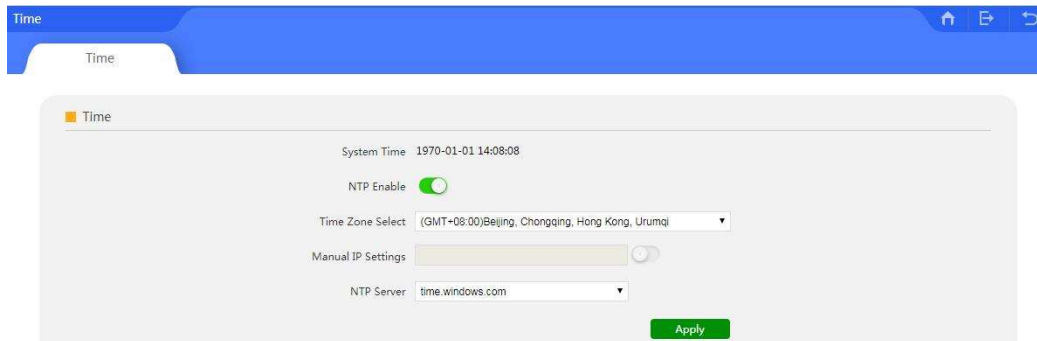 Time
Time
Time
System Time 1970-01-01 14:08:08
NTP Enable
Time Zone Select (GMT+08:00)Beijing, Chongqing, Hong Kong, Urumqi
Manual IP Settings
NTP Server time.windows.com
Apply